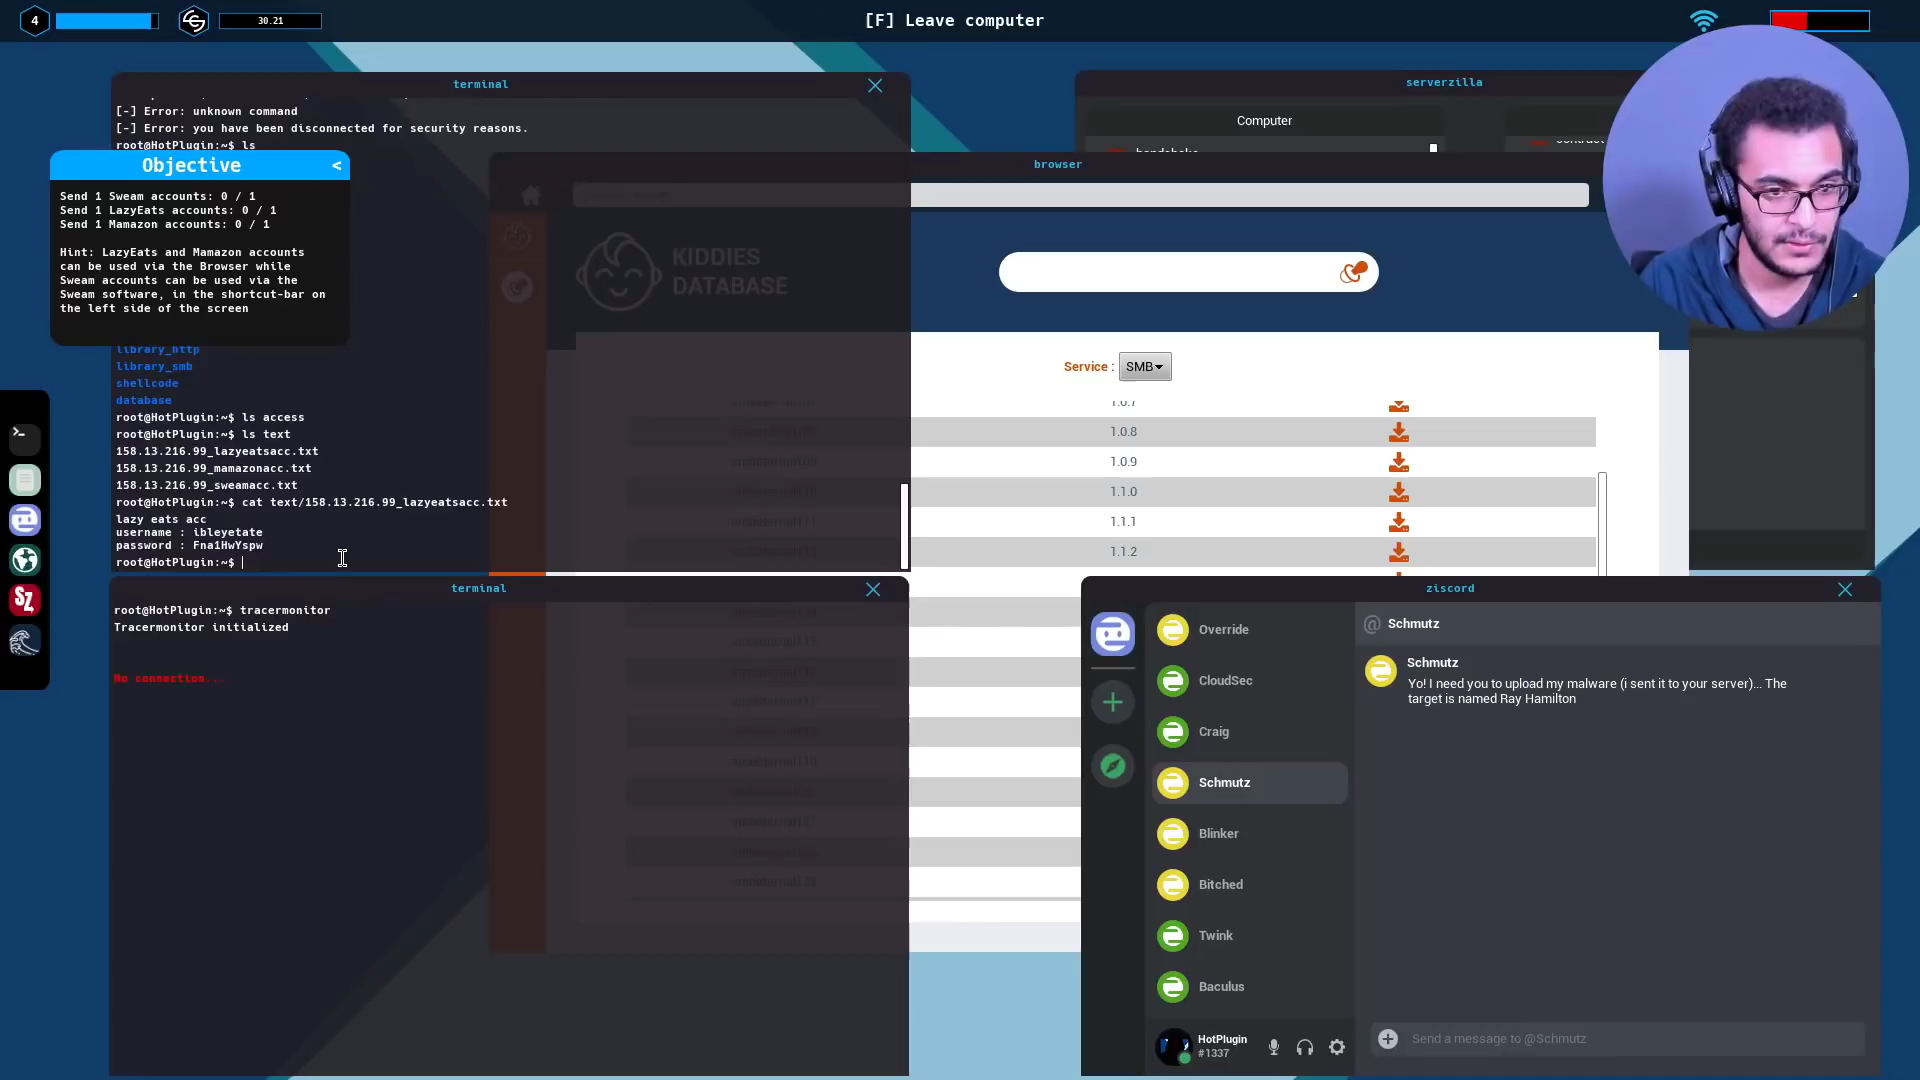 4
30.21
[F] Leave computer
terminal
[-] Error: unknown command
[-] Error: you have been disconnected for security reasons.
root@HotPlugin:~$ ls
Objective <
Send 1 Sweam accounts: 0 / 1
Send 1 LazyEats accounts: 0 / 1
Send 1 Mamazon accounts: 0 / 1
Hint: LazyEats and Mamazon accounts
can be used via the Browser while
Sweam accounts can be used via the
Sweam software, in the shortcut-bar on
the left side of the screen
library_http
library_smb
shellcode
database
root@HotPlugin:~$ ls access
root@HotPlugin:~$ ls text
158.13.216.99_lazyeatsacc.txt
158.13.216.99_mamazonacc.txt
158.13.216.99_sweamacc.txt
root@HotPlugin:~$ cat text/158.13.216.99_lazyeatsacc.txt
lazy eats acc
username : ibleyetate
password : Fna1HwYspw
root@HotPlugin:~$
terminal
root@HotPlugin:~$ tracermonitor
Tracermonitor initialized
No connection...
serverzilla
Computer
browser
KIDDIES
DATABASE
Service : SMB
1.0.7
1.0.8
1.0.9
1.1.0
1.1.1
1.1.2
ziscord
Override
CloudSec
Craig
Schmutz
Blinker
Bitched
Twink
Baculus
HotPlugin
#1337
@ Schmutz
Schmutz
Yo! I need you to upload my malware (i sent it to your server)... The
target is named Ray Hamilton
Send a message to @Schmutz
SZ